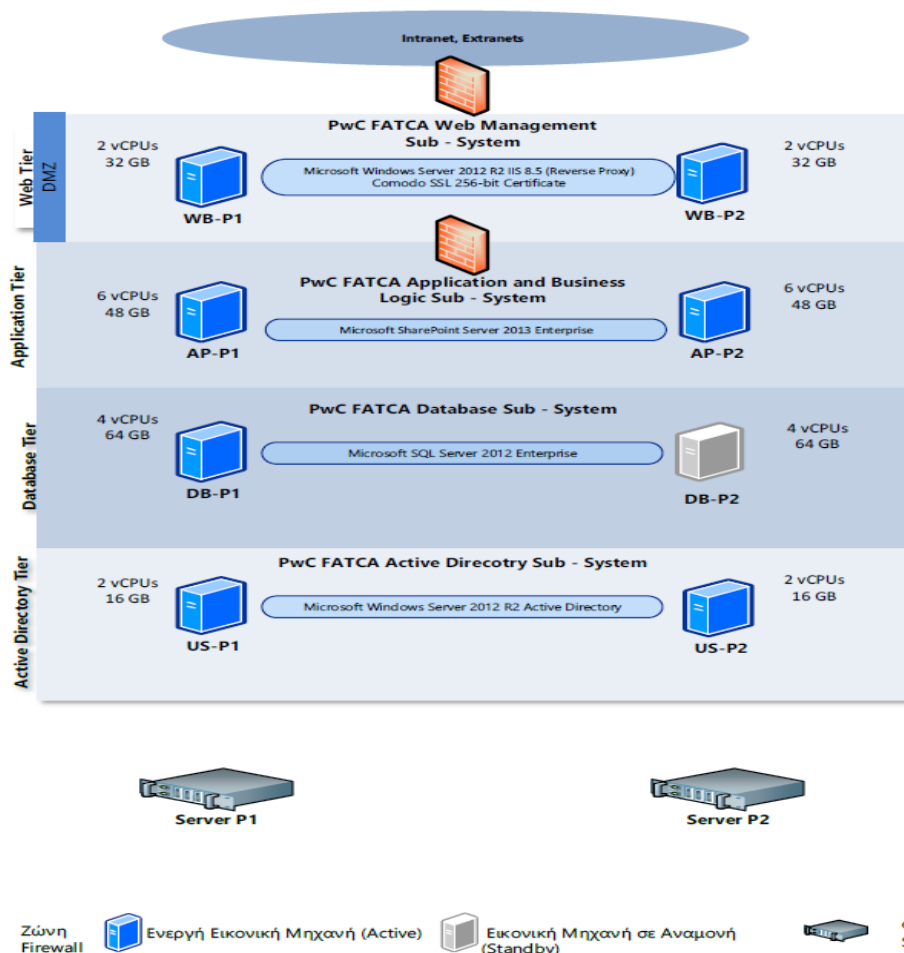 Intranet, Extranets
PwC FATCA Web Management
Sub - System
2 vCPUs
32 GB
Microsoft Windows Server 2012 R2 IIS 8.5 (Reverse Proxy)
Comodo SSL 256-bit Certificate
2 vCPUs
32 GB
Web Tier
DMZ
WB-P1
WB-P2
PwC FATCA Application and Business
Logic Sub - System
6 vCPUs
48 GB
Microsoft SharePoint Server 2013 Enterprise
6 vCPUs
48 GB
Application Tier
AP-P1
AP-P2
PwC FATCA Database Sub - System
4 vCPUs
64 GB
Microsoft SQL Server 2012 Enterprise
4 vCPUs
64 GB
Database Tier
DB-P1
DB-P2
PwC FATCA Active Direcotry Sub - System
2 vCPUs
16 GB
Microsoft Windows Server 2012 R2 Active Directory
2 vCPUs
16 GB
Active Directory Tier
US-P1
US-P2
Server P1
Server P2
Ζώνη
Firewall
Ενεργή Εικονική Μηχανή (Active)
Εικονική Μηχανή σε Αναμονή
(Standby)